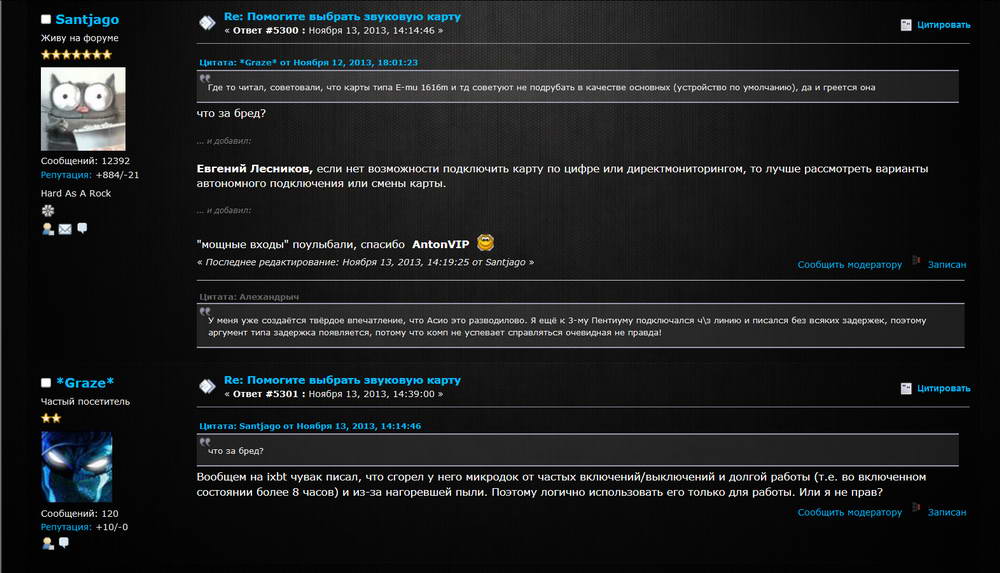 Santjago
Живу на форуме
Сообщений: 12392
Репутация: +884/-21
Hard As A Rock
Re: Помогите выбрать звуковую карту
« Ответ #5300 : Ноября 13, 2013, 14:14:46 »
Цитировать
Цитата: *Graze* от Ноября 12, 2013, 18:01:23
Где то читал, советовали, что карты типа E-mu 1616m и тд советуют не подрубать в качестве основных (устройство по умолчанию), да и греется она
что за бред?
... и добавил:
Евгений Лесников, если нет возможности подключить карту по цифре или директмониторингом, то лучше рассмотреть варианты
автономного подключения или смены карты.
... и добавил:
"мощные входы" поулыбали, спасибо AntonVIP
« Последнее редактирование: Ноября 13, 2013, 14:19:25 от Santjago »
Сообщить модератору Записан
Цитата: Алехандрыч
У меня уже создаётся твёрдое впечатление, что Асио это разводилово. Я ещё к 3-му Пентиуму подключался ч\з линию и писался без всяких задержек, поэтому
аргумент типа задержка появляется, потому что комп не успевает справляться очевидная не правда!
*Graze*
Частый посетитель
Сообщений: 120
Репутация: +10/-0
Re: Помогите выбрать звуковую карту
« Ответ #5301 : Ноября 13, 2013, 14:39:00 »
Цитировать
Цитата: Santjago от Ноября 13, 2013, 14:14:46
что за бред?
Вообщем на ixbt чувак писал, что сгорел у него микродок от частых включений/выключений и долгой работы (т.е. во включенном
состоянии более 8 часов) и из-за нагоревшей пыли. Поэтому логично использовать его только для работы. Или я не прав?
Сообщить модератору Записан